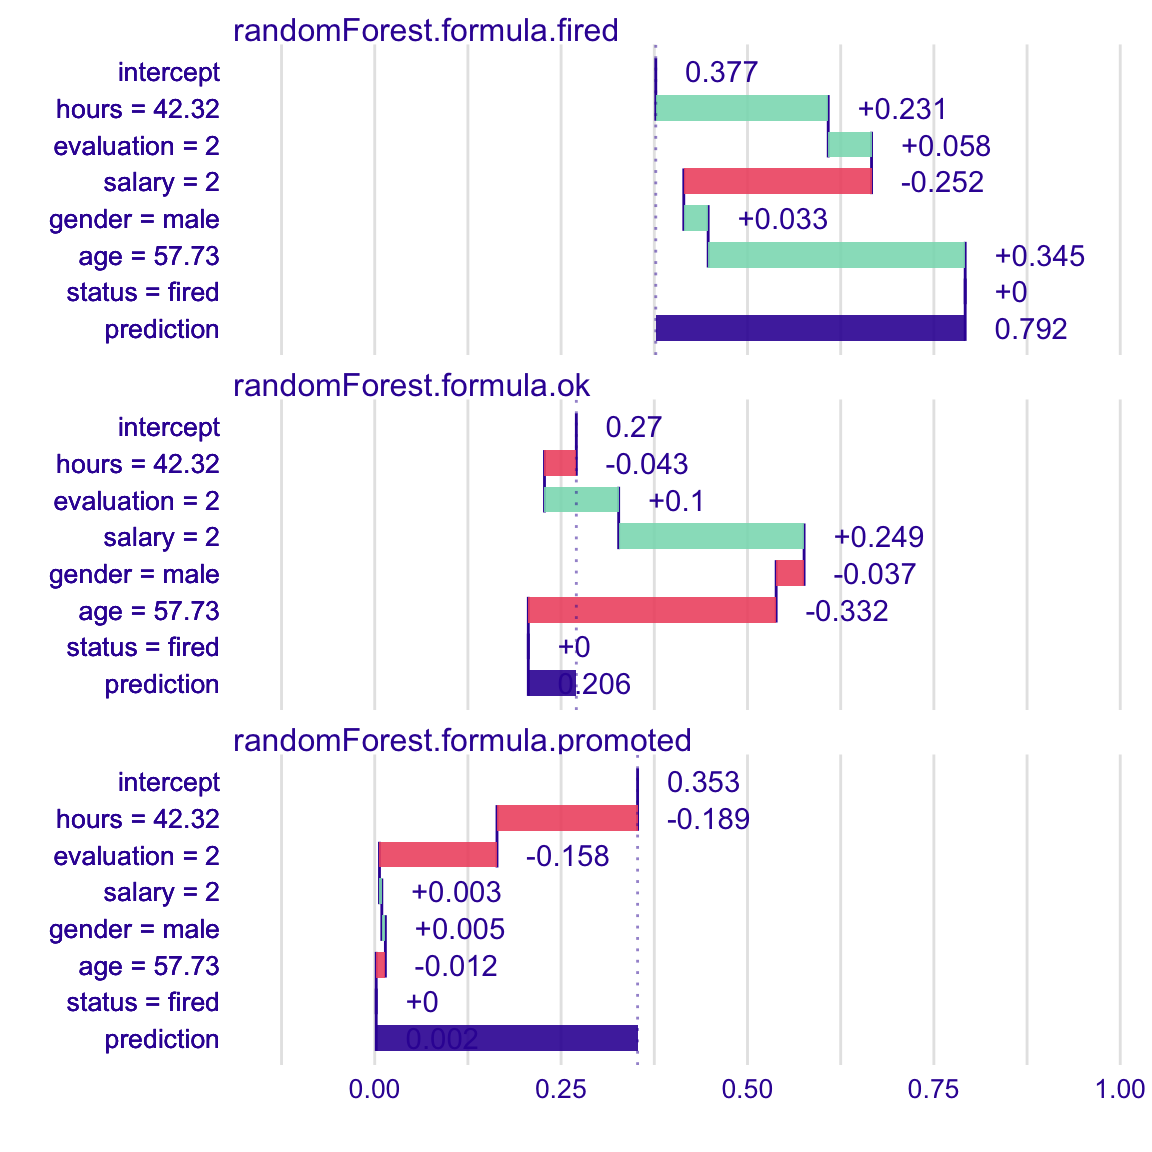 randomForest.formula.fired
intercept 0.377
hours = 42.32 +0.231
evaluation = 2 +0.058
salary = 2 -0.252
gender = male +0.033
age = 57.73 +0.345
status = fired +0
prediction 0.792
randomForest.formula.ok
intercept 0.27
hours = 42.32 -0.043
evaluation = 2 +0.1
salary = 2 +0.249
gender = male -0.037
age = 57.73 -0.332
status = fired +0
prediction 0.206
randomForest.formula.promoted
intercept 0.353
hours = 42.32 -0.189
evaluation = 2 -0.158
salary = 2 +0.003
gender = male +0.005
age = 57.73 -0.012
status = fired +0
prediction 0.002
0.00 0.25 0.50 0.75 1.00